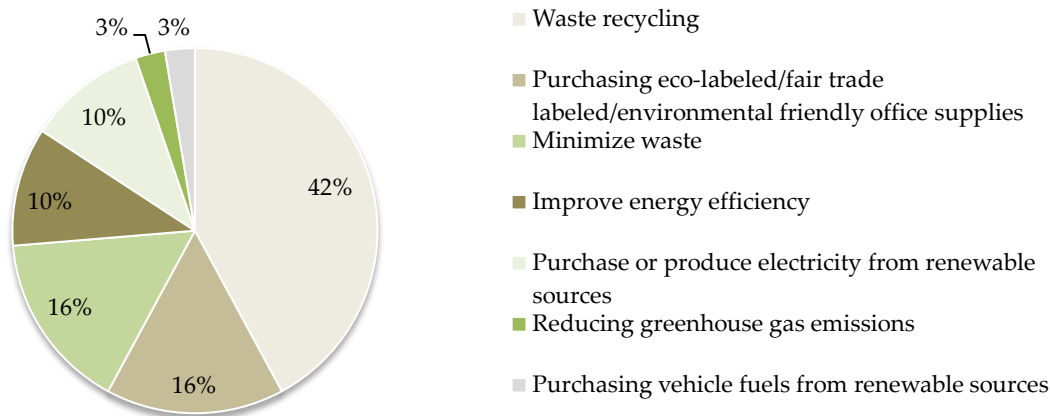 3% 3%
Waste recycling
10%
Purchasing eco-labeled/fair trade
labeled/environmental friendly office supplies
Minimize waste
42%
10%
Improve energy efficiency
Purchase or produce electricity from renewable
sources
16%
Reducing greenhouse gas emissions
16%
Purchasing vehicle fuels from renewable sources